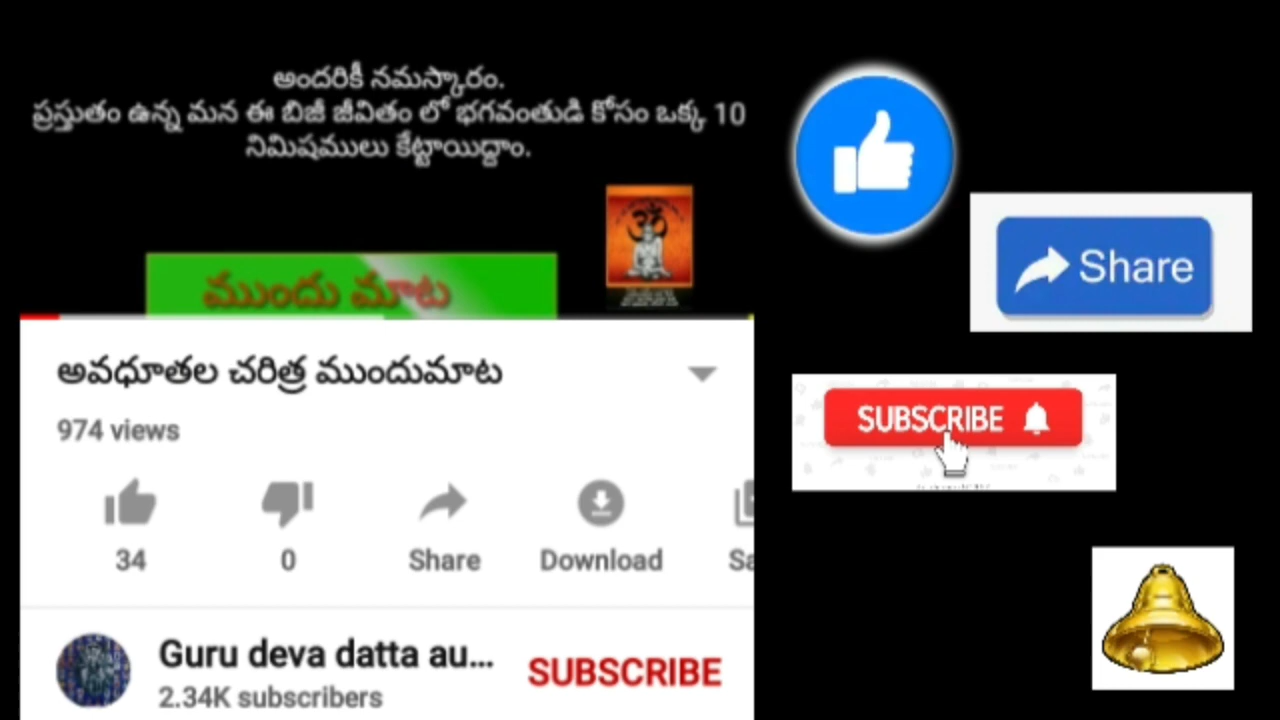 అందరికీ నమస్కారం.
ప్రస్తుతం ఉన్న మన ఈ బిజీ జీవితం లో భగవంతుడి కోసం ఒక్క 10
నిమిషములు కేట్టాయిద్దాం.
ముందు మాట
అవధూతల చరిత్ర ముందుమాట
974 views
34
0
Share
Download
Guru deva datta au...
2.34K subscribers
SUBSCRIBE
Share
SUBSCRIBE